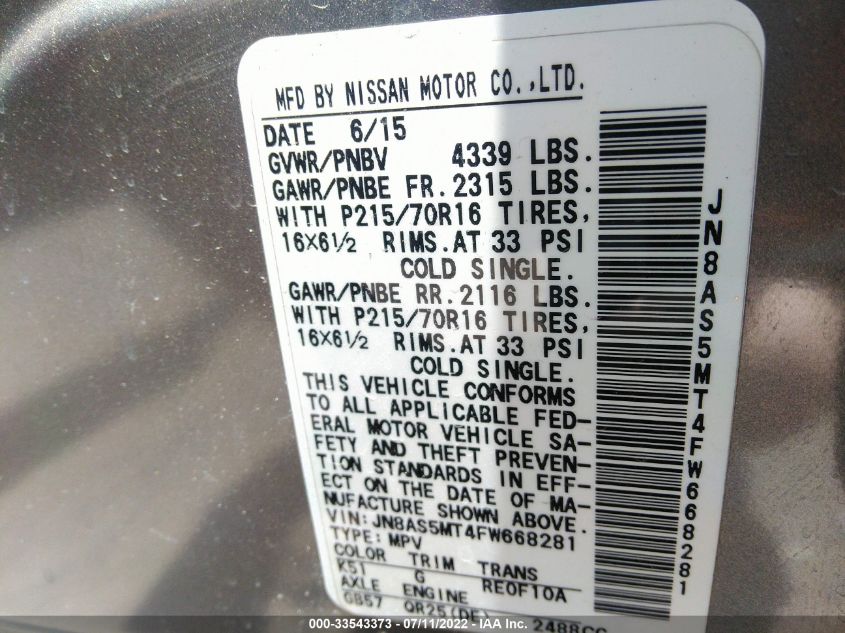 MFD BY NISSAN MOTOR CO.,LTD.
DATE 6/15
GVWR/PNBV 4339 LBS.
GAWR/PNBE FR.2315 LBS.
WITH P215/70R16 TIRES,
16X6½ RIMS.AT 33 PSI
COLD SINGLE.
GAWR/PNBE RR.2116 LBS.
WITH P215/70R16 TIRES,
16X6½ RIMS.AT 33 PSI
COLD SINGLE.
THIS VEHICLE CONFORMS
TO ALL APPLICABLE FED-
ERAL MOTOR VEHICLE SA-
FETY AND THEFT PREVEN-
TION STANDARDS IN EFF-
ECT ON THE DATE OF MA-
NUFACTURE SHOWN ABOVE.
VIN: JN8AS5MT4FW668281
TYPE: MPV
COLOR TRIM TRANS
K51 G RE0F10A
AXLE ENGINE
GB57 QR25(DE) 2488CC
JN8AS5MT4FW668281
000-33543373 - 07/11/2022 - IAA Inc.